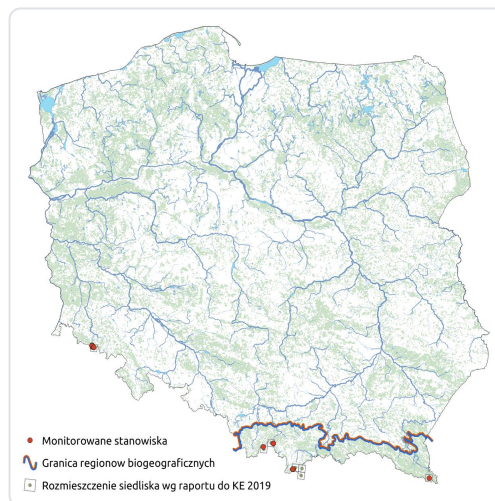 Monitorowane stanowiska
Granica regionow biogeograficznych
Rozmieszczenie siedliska wg raportu do KE 2019